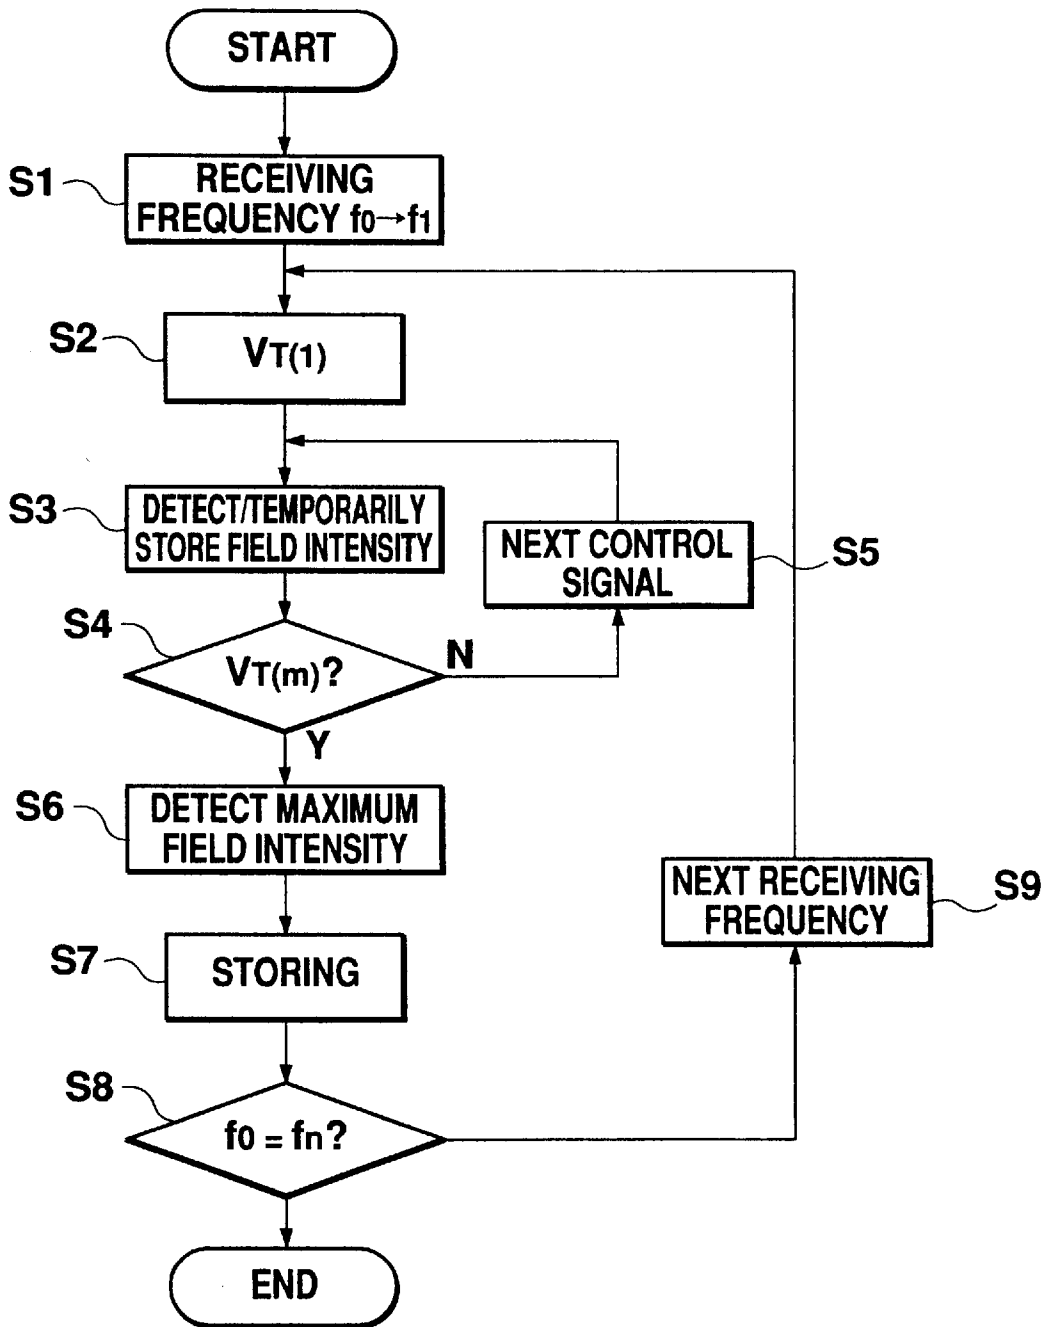 START
S1
RECEIVING
FREQUENCY f0→f1
S2
VT(1)
S3
DETECT/TEMPORARILY
STORE FIELD INTENSITY
NEXT CONTROL
SIGNAL
S5
S4
VT(m)?
N
Y
S6
DETECT MAXIMUM
FIELD INTENSITY
NEXT RECEIVING
FREQUENCY
S9
S7
STORING
S8
f0 = fn?
END